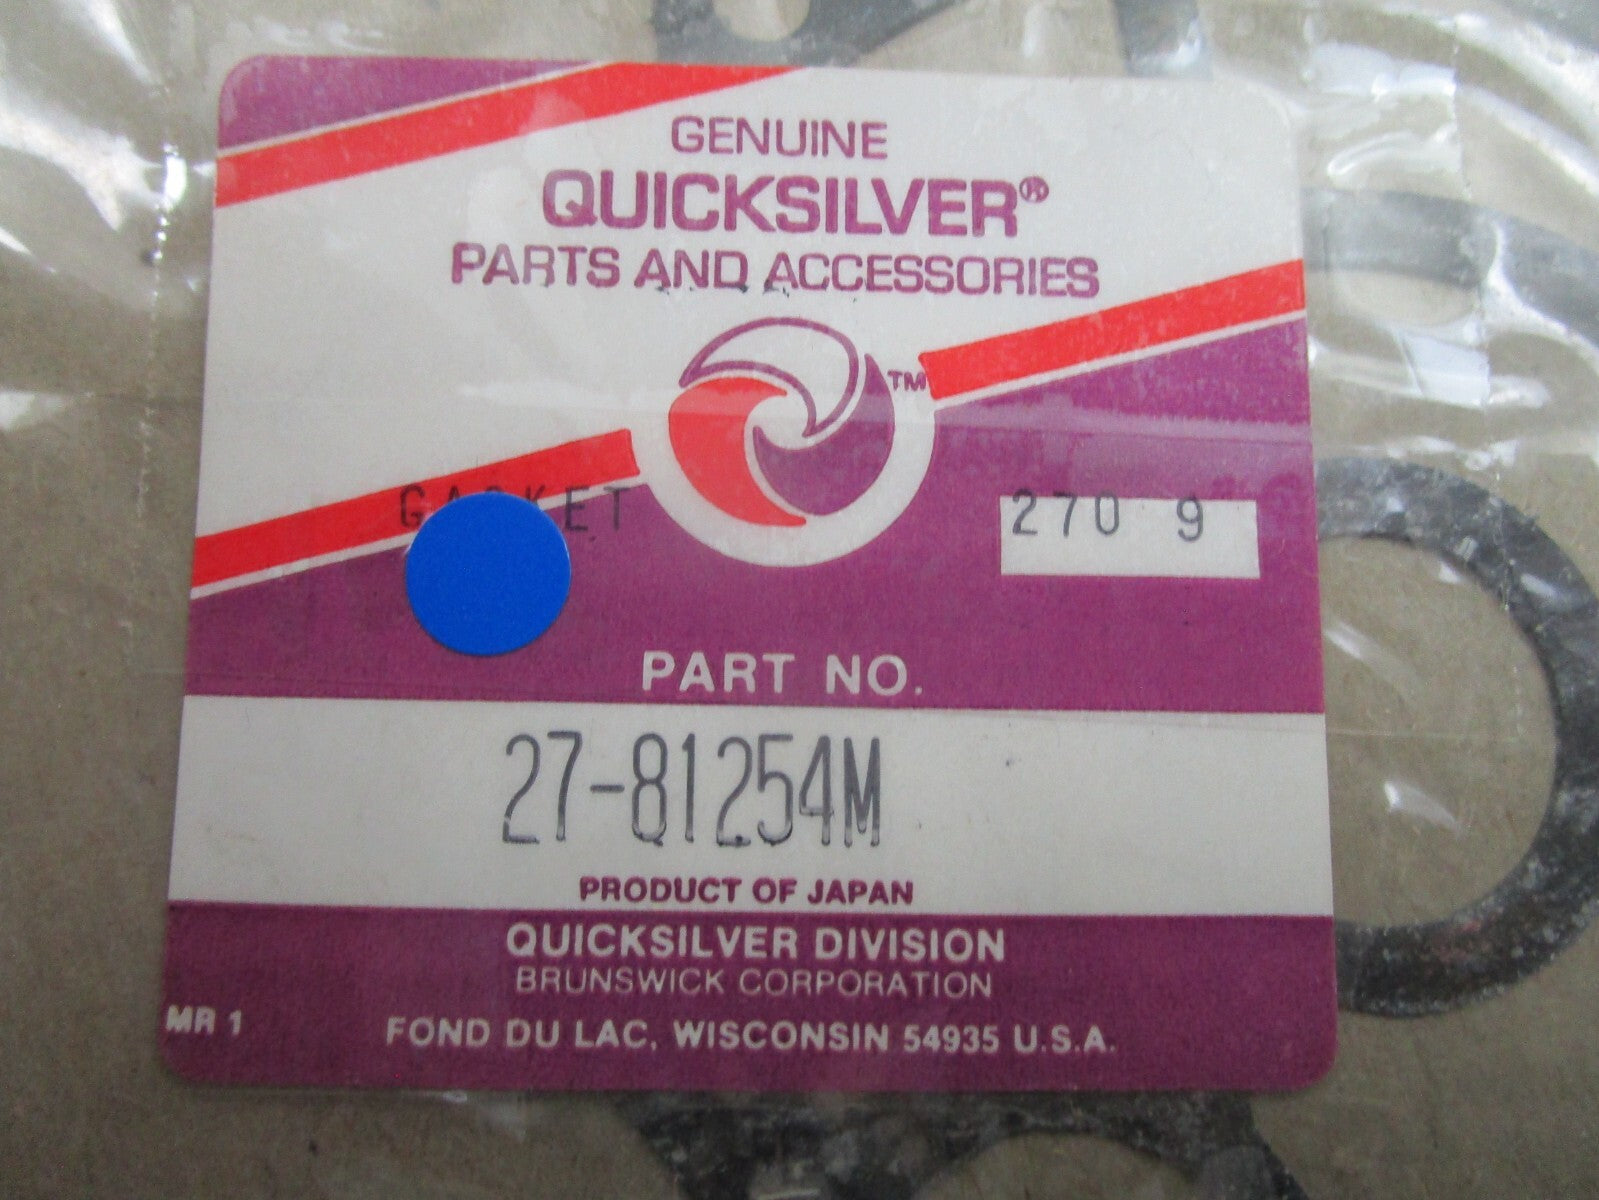 GENUINE
QUICKSILVER®
PARTS AND ACCESSORIES
TM
GASKET
270 9
PART NO.
27-81254M
PRODUCT OF JAPAN
QUICKSILVER DIVISION
BRUNSWICK CORPORATION
MR 1
FOND DU LAC, WISCONSIN 54935 U.S.A.